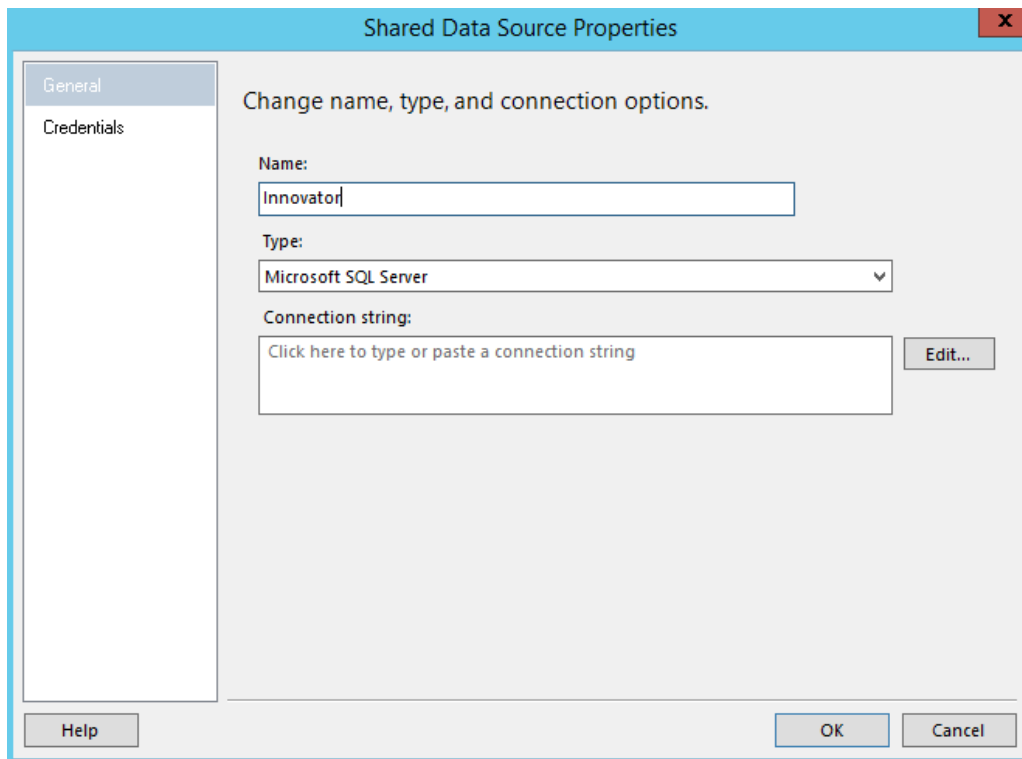 Shared Data Source Properties
x
General
Credentials
Change name, type, and connection options.
Name:
Innovator
Type:
Microsoft SQL Server
Connection string:
Click here to type or paste a connection string
Edit...
Help
OK
Cancel